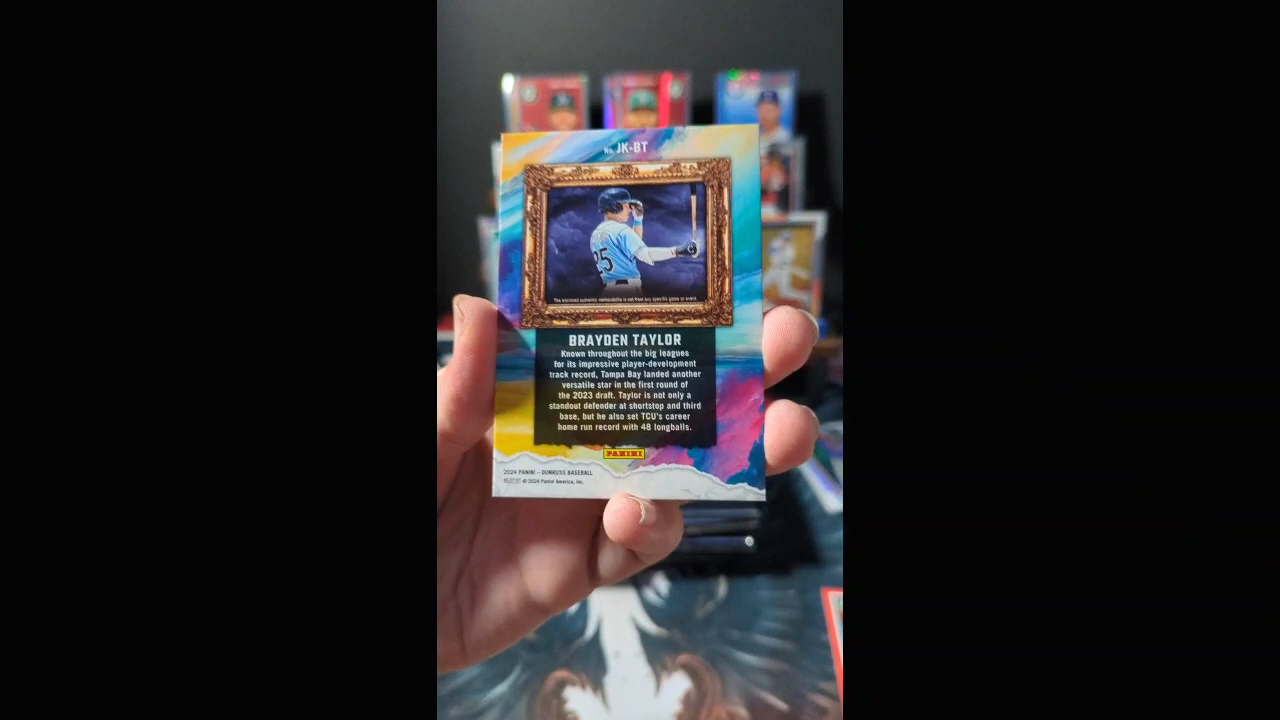 No. JK-BT
25
The enclosed authentic memorabilia is not from any specific game or event.
BRAYDEN TAYLOR
Known throughout the big leagues
for its impressive player-development
track record, Tampa Bay landed another
versatile star in the first round of
the 2023 draft. Taylor is not only a
standout defender at shortstop and third
base, but he also set TCU's career
home run record with 48 longballs.
PANINI
2024 PANINI – DONRUSS BASEBALL
© 2024 Panini America, Inc.